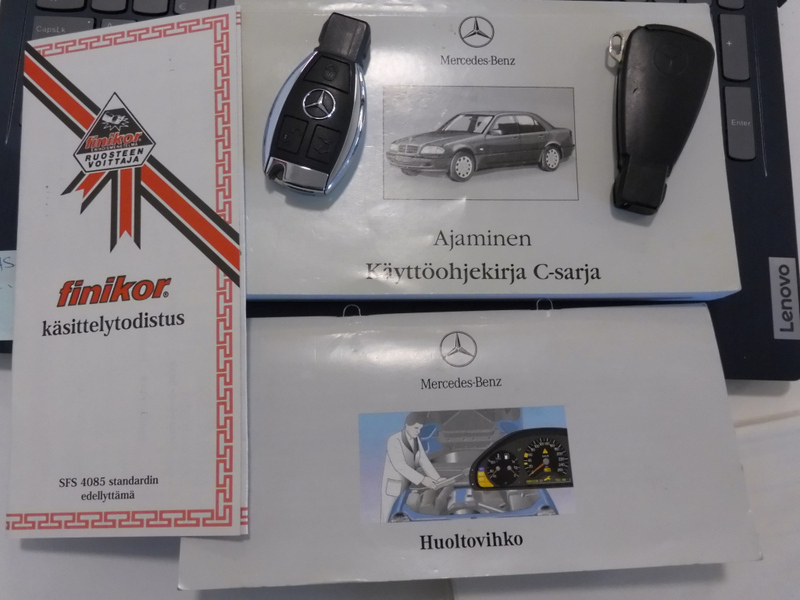 CapsLk
finikor
RUOSTEEN
VOITTAJA
finikor®
käsittelytodistus
SFS 4085 standardin
edellyttämä
Mercedes-Benz
Ajaminen
Käyttöohjekirja C-sarja
Mercedes-Benz
Huoltovihko
+
Enter
Lenovo